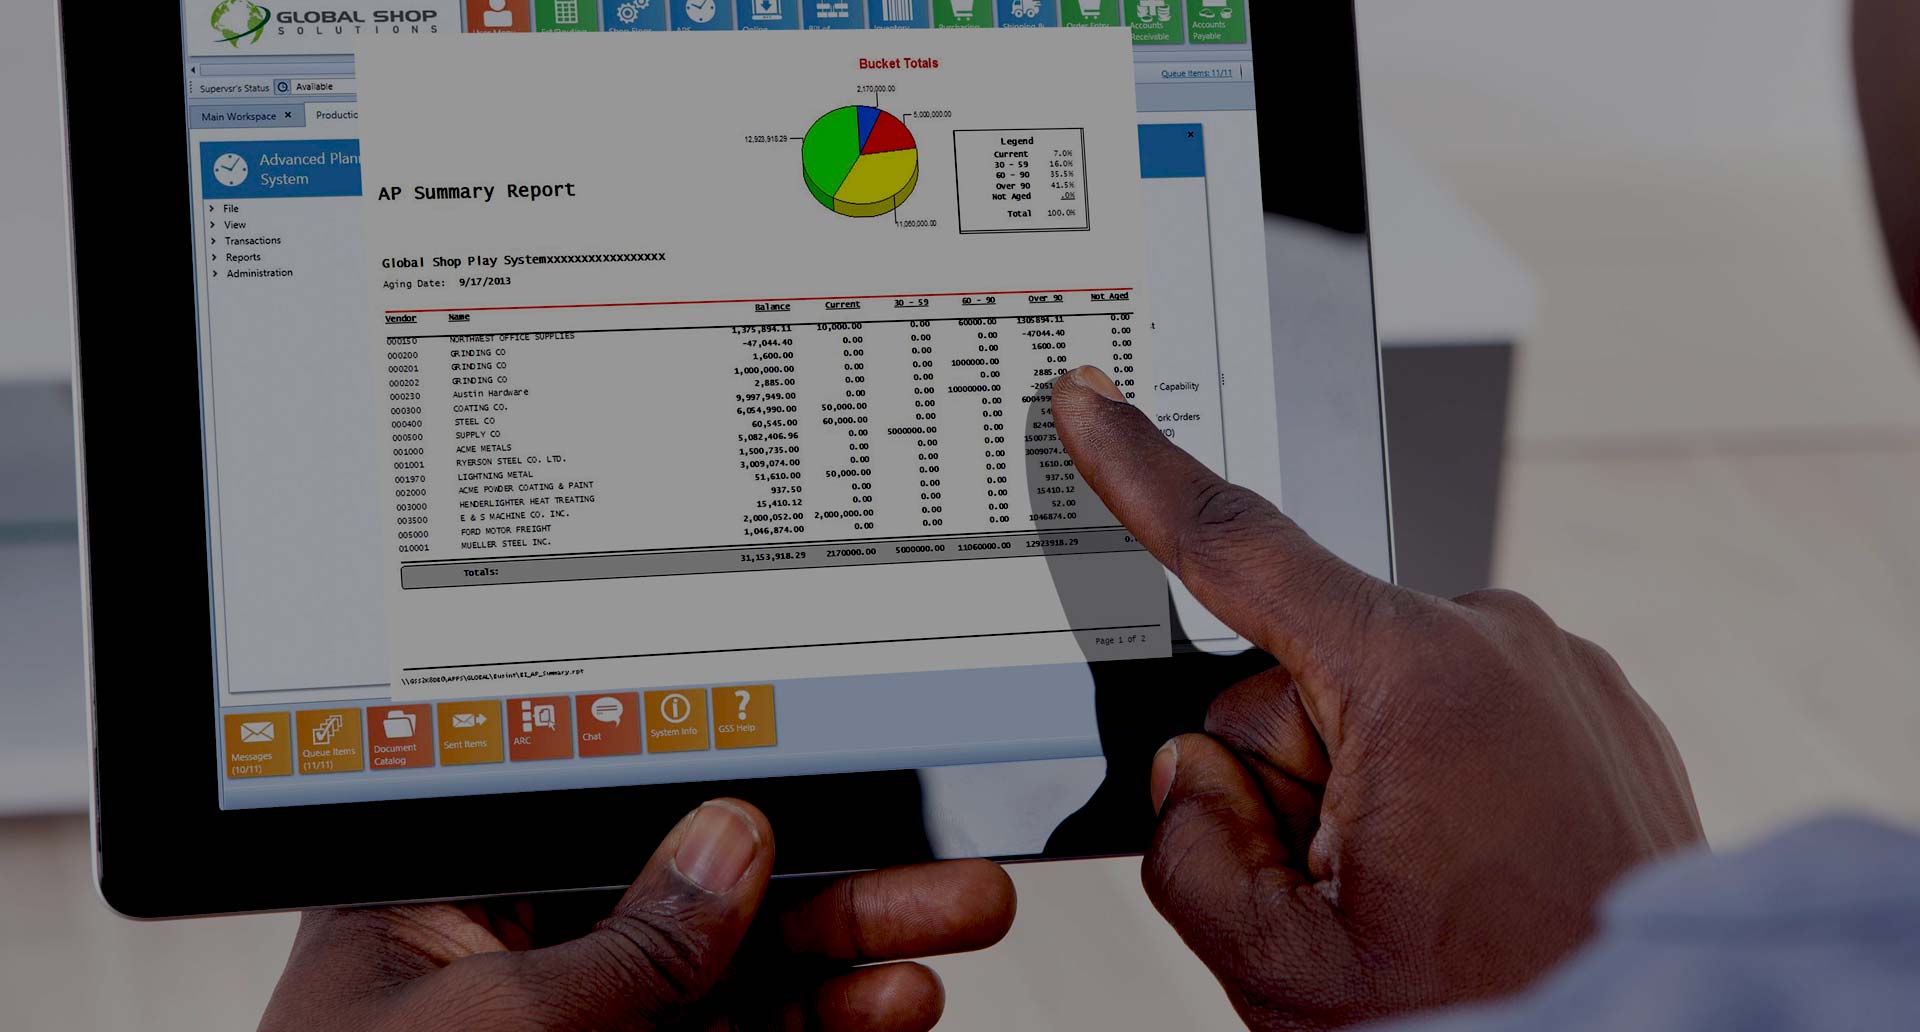 GLOBAL SHOP
SOLUTIONS
Accounts Receivable
Accounts Payable
Supervsr's Status Available
Queue Items: 11/11
Main Workspace ×
Advanced
System
File
View
Transactions
Reports
Administration
Bucket Totals
2,170,000.00
5,000,000.00
12,923,918.29
11,060,000.00
Legend
Current 7.0%
30 - 59 16.0%
60 - 90 35.5%
Over 90 41.5%
Not Aged .0%
Total 100.0%
AP Summary Report
Global Shop Play Systemxxxxxxxxxxxxxxxxx
Aging Date: 9/17/2013
Vendor Name Balance Current 30 - 59 60 - 90 Over 90 Not Aged
000150 NORTHWEST OFFICE SUPPLIES 1,375,894.11 10,000.00 0.00 60000.00 1305894.11 0.00
000200 GRINDING CO -47,044.40 0.00 0.00 0.00 -47044.40 0.00
000201 GRINDING CO 1,600.00 0.00 0.00 0.00 1600.00 0.00
000202 GRINDING CO 1,000,000.00 0.00 0.00 1000000.00 0.00 0.00
000230 Austin Hardware 2,885.00 0.00 0.00 0.00 2885.00 0.00
000300 COATING CO. 9,997,949.00 0.00 0.00 10000000.00 0.00
000400 STEEL CO 6,054,990.00 50,000.00 0.00 0.00
000500 SUPPLY CO 60,545.00 60,000.00 0.00 0.00
001000 ACME METALS 5,082,406.96 0.00 5000000.00 0.00
001001 RYERSON STEEL CO. LTD. 1,500,735.00 0.00 0.00 0.00
001970 LIGHTNING METAL 3,009,074.00 0.00 0.00 0.00
002000 ACME POWDER COATING & PAINT 51,610.00 50,000.00 0.00 0.00 1610.00
003000 HENDERLIGHTER HEAT TREATING 937.50 0.00 0.00 0.00 937.50
003500 E & S MACHINE CO. INC. 15,410.12 0.00 0.00 0.00 15410.12
005000 FORD MOTOR FREIGHT 2,000,052.00 2,000,000.00 0.00 0.00 52.00
010001 MUELLER STEEL INC. 1,046,874.00 0.00 0.00 0.00 1046874.00
Totals: 31,153,918.29 2170000.00 5000000.00 11060000.00 12923918.29
Capability
Orders
Page 1 of 2
Messages (10/11)
Queue Items (11/11)
Document Catalog
Sent Items
ARC
Chat
System Info
GSS Help